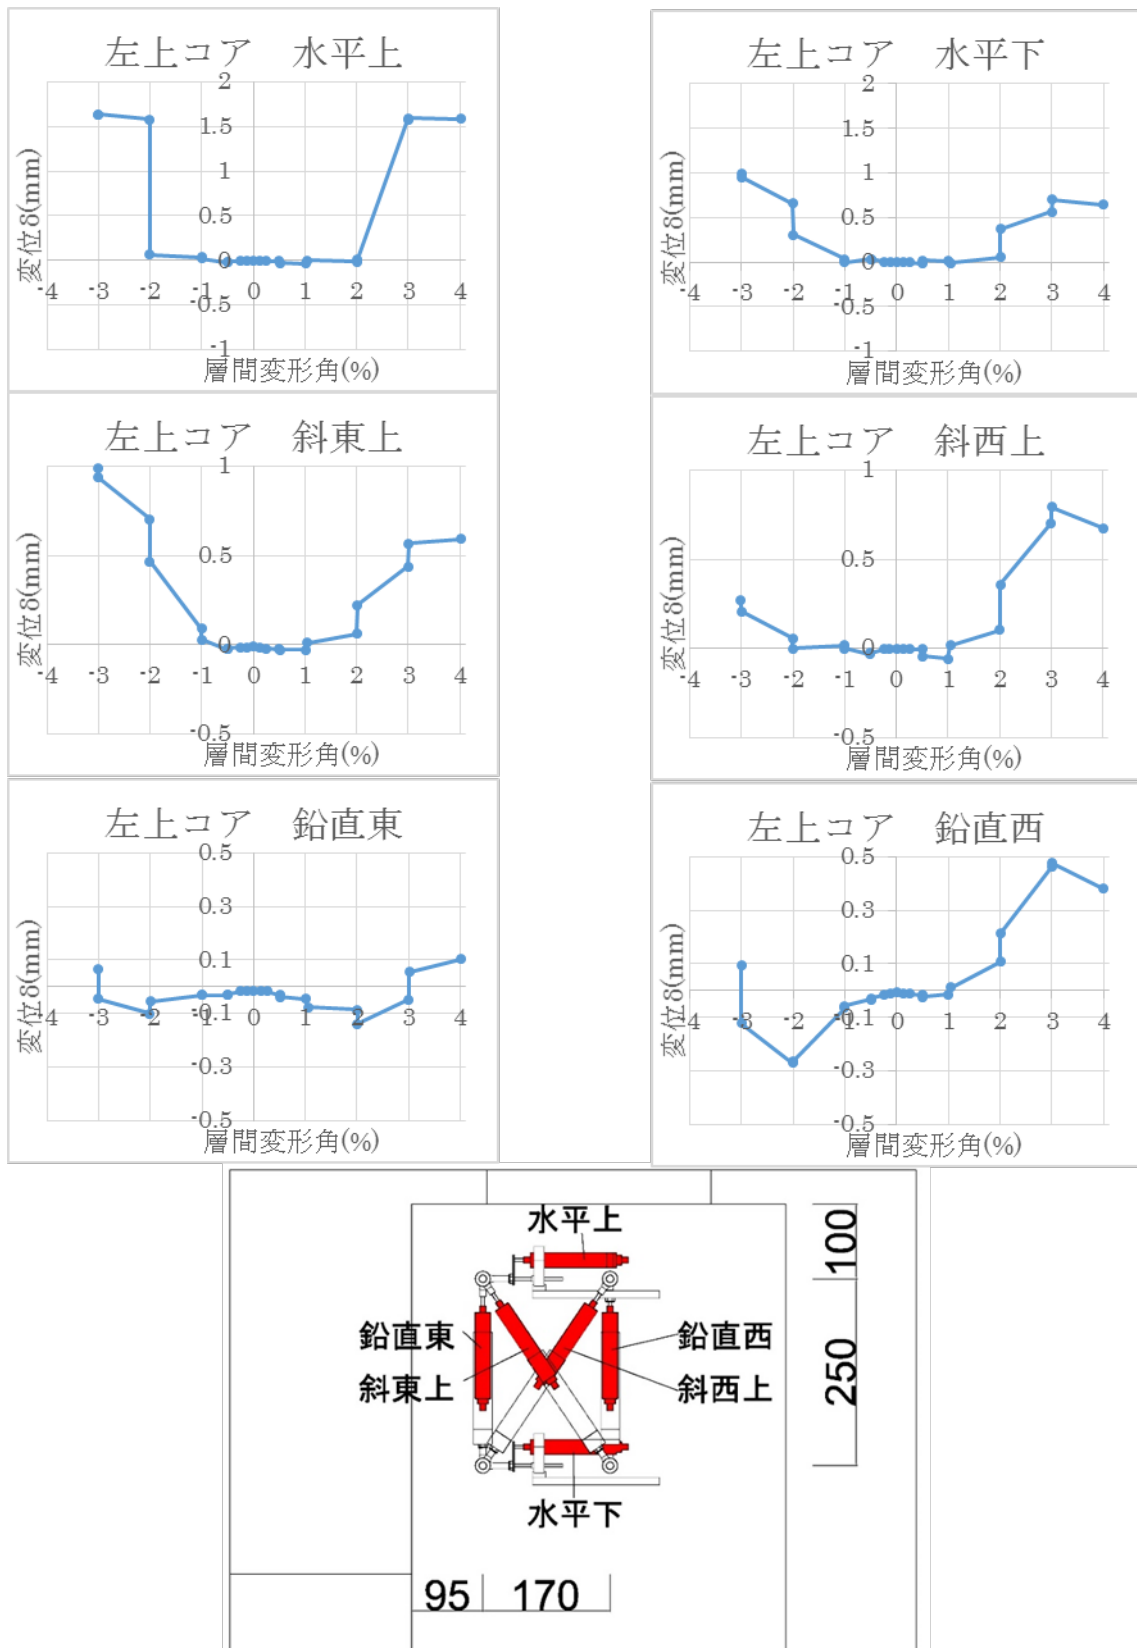 左上コア　水平上
2
1.5
1
0.5
0
-0.5
-1
-4 -3 -2 -1 0 1 2 3 4
変位δ(mm)
層間変形角(%)
左上コア　水平下
2
1.5
1
0.5
0
-0.5
-1
-4 -3 -2 -1 0 1 2 3 4
変位δ(mm)
層間変形角(%)
左上コア　斜東上
1
0.5
0
-0.5
-4 -3 -2 -1 0 1 2 3 4
変位δ(mm)
層間変形角(%)
左上コア　斜西上
1
0.5
0
-0.5
-4 -3 -2 -1 0 1 2 3 4
変位δ(mm)
層間変形角(%)
左上コア　鉛直東
0.5
0.3
0.1
-0.1
-0.3
-0.5
-4 -3 -2 -1 0 1 2 3 4
変位δ(mm)
層間変形角(%)
左上コア　鉛直西
0.5
0.3
0.1
-0.1
-0.3
-0.5
-4 -3 -2 -1 0 1 2 3 4
変位δ(mm)
層間変形角(%)
水平上
100
鉛直東
鉛直西
斜東上
斜西上
250
水平下
95 170